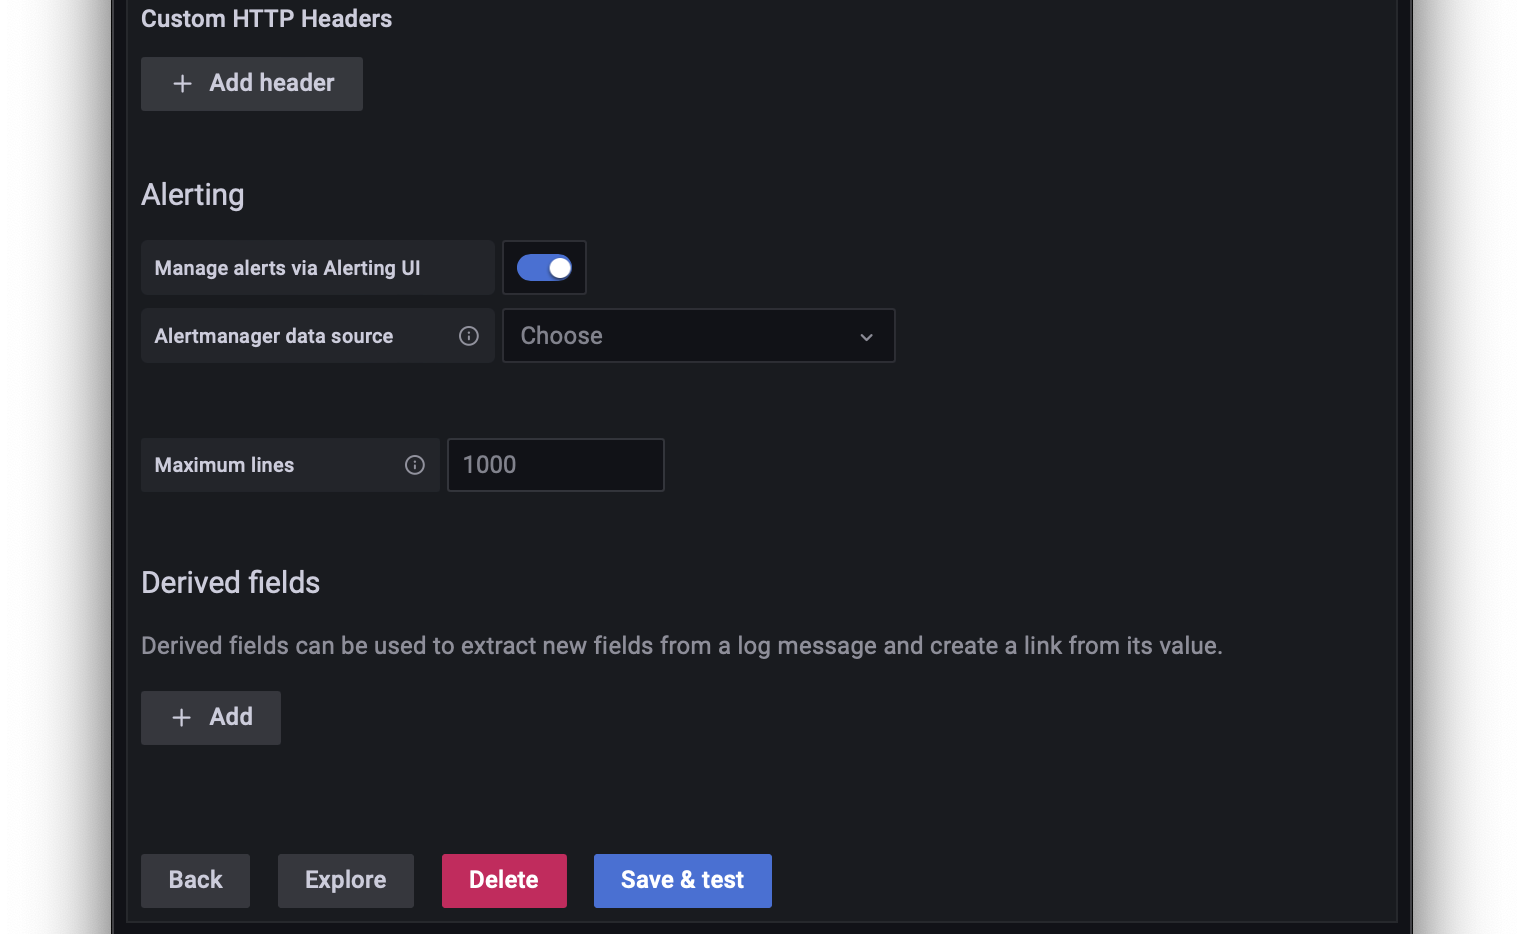 Custom HTTP Headers
Add header
Alerting
Manage alerts via Alerting UI
Alertmanager data source
Choose
Maximum lines
1000
Derived fields
Derived fields can be used to extract new fields from a log message and create a link from its value.
Add
Back
Explore
Delete
Save & test